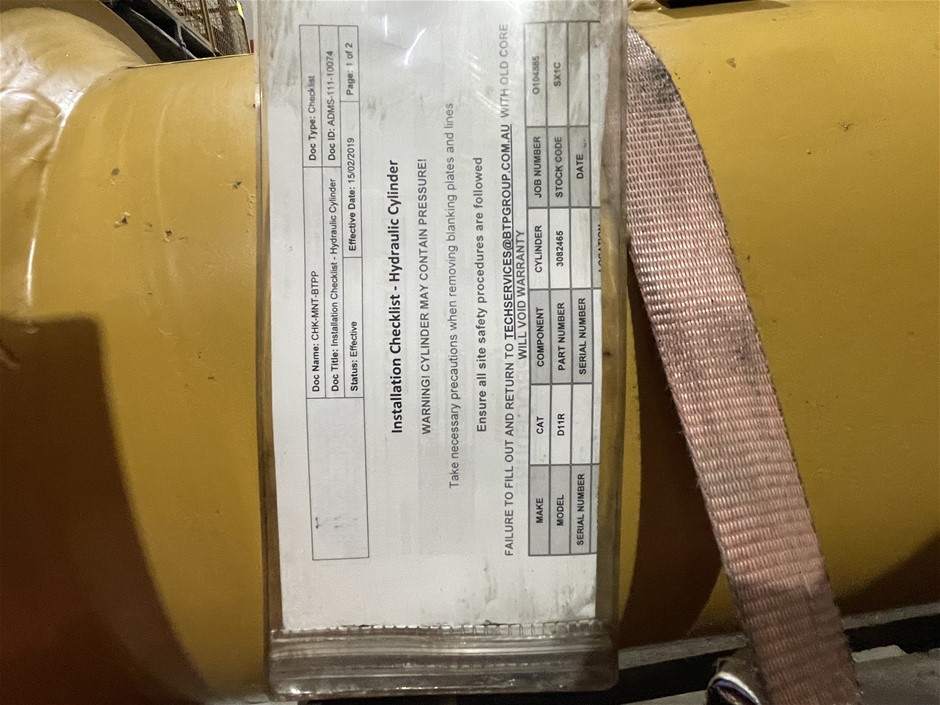 Doc Name: CHK-MNT-BTPP Doc Type: Checklist
Doc Title: Installation Checklist - Hydraulic Cylinder Doc ID: ADMS-111-10074
Status: Effective Effective Date: 15/02/2019 Page: 1 of 2
Installation Checklist - Hydraulic Cylinder
WARNING! CYLINDER MAY CONTAIN PRESSURE!
Take necessary precautions when removing blanking plates and lines
Ensure all site safety procedures are followed
FAILURE TO FILL OUT AND RETURN TO TECHSERVICES@BTPGROUP.COM.AU WITH OLD CORE
WILL VOID WARRANTY
MAKE CAT COMPONENT CYLINDER JOB NUMBER O104885
MODEL D11R PART NUMBER 3082465 STOCK CODE SX1C
SERIAL NUMBER SERIAL NUMBER DATE
LOCATION